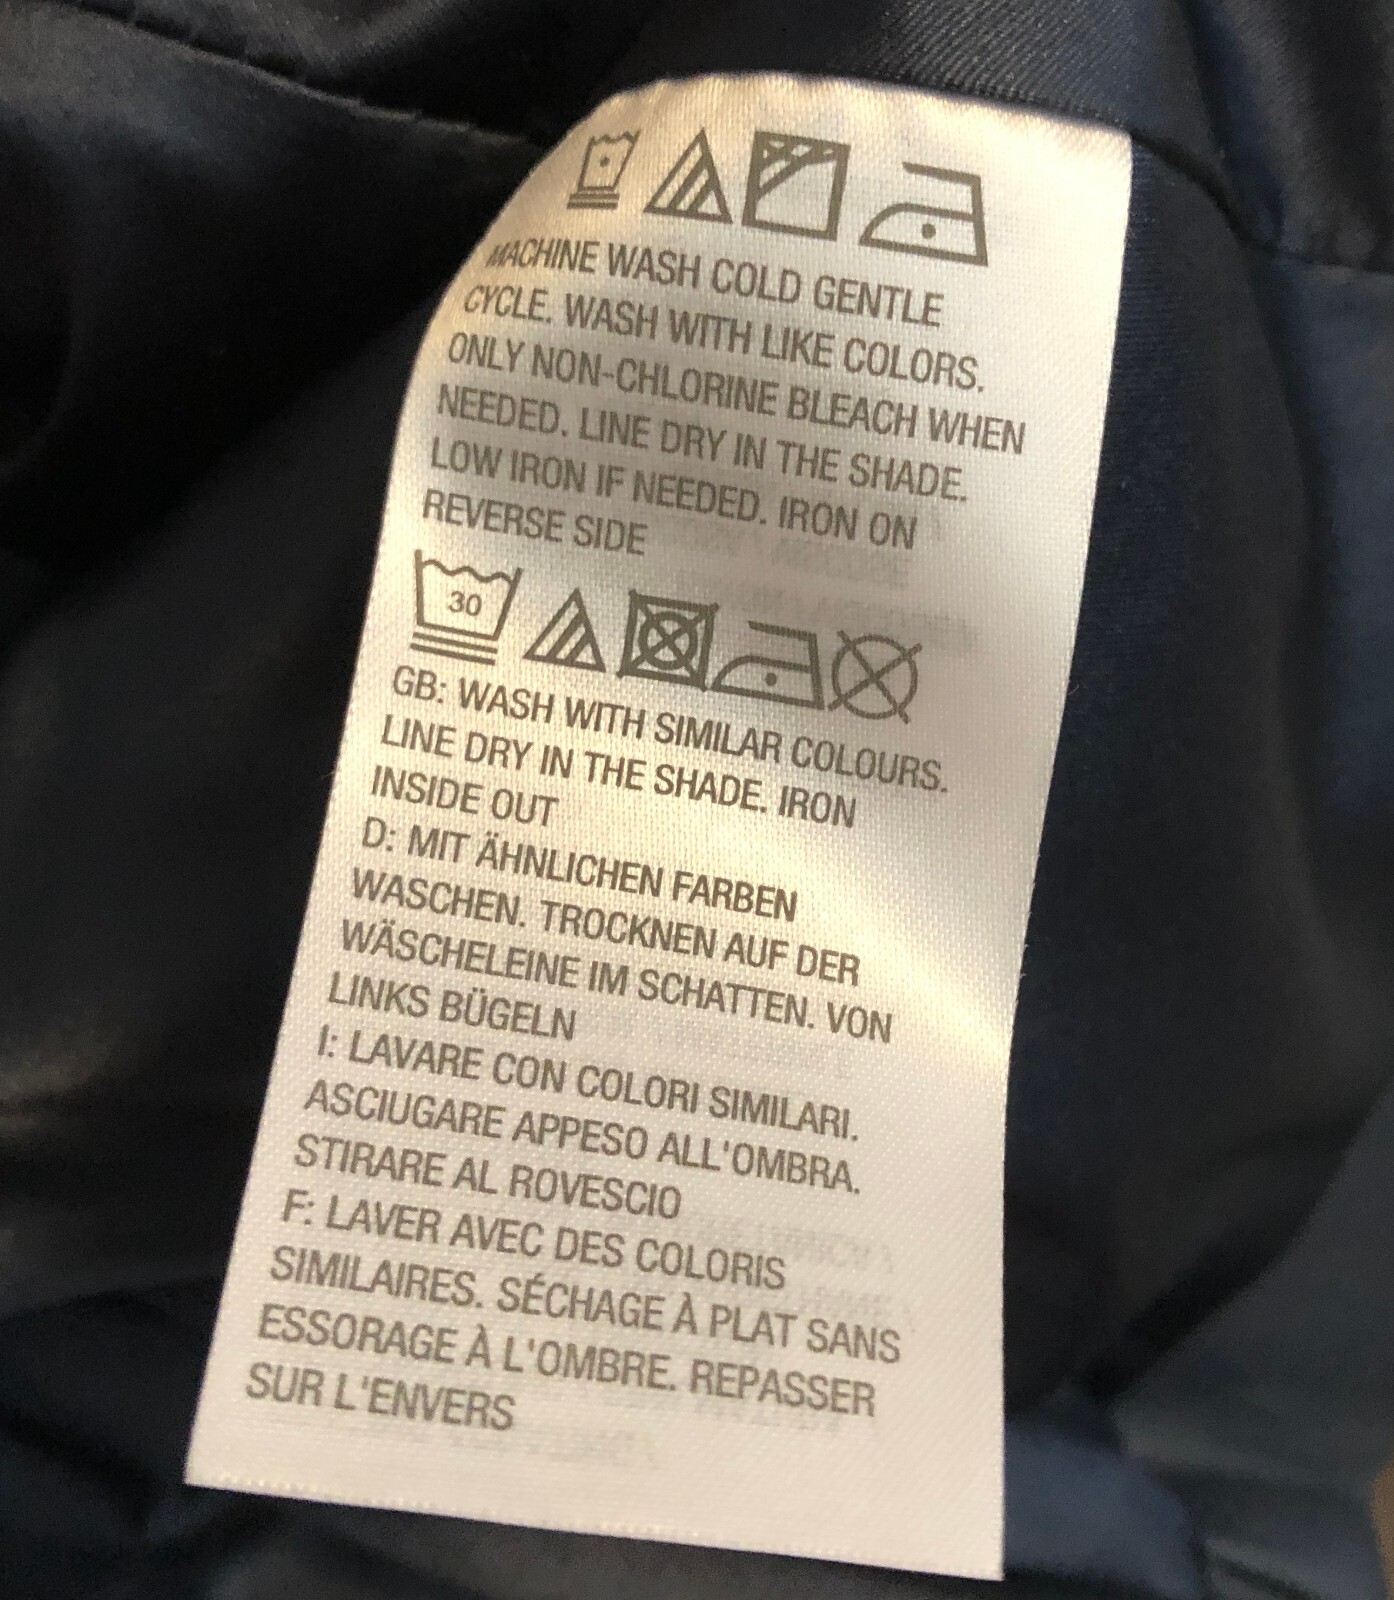 MACHINE WASH COLD GENTLE
CYCLE. WASH WITH LIKE COLORS.
ONLY NON-CHLORINE BLEACH WHEN
NEEDED. LINE DRY IN THE SHADE.
LOW IRON IF NEEDED. IRON ON
REVERSE SIDE
30
GB: WASH WITH SIMILAR COLOURS.
LINE DRY IN THE SHADE. IRON
INSIDE OUT
D: MIT ÄHNLICHEN FARBEN
WASCHEN. TROCKNEN AUF DER
WÄSCHELEINE IM SCHATTEN. VON
LINKS BÜGELN
I: LAVARE CON COLORI SIMILARI.
ASCIUGARE APPESO ALL'OMBRA.
STIRARE AL ROVESCIO
F: LAVER AVEC DES COLORIS
SIMILAIRES. SÉCHAGE À PLAT SANS
ESSORAGE À L'OMBRE. REPASSER
SUR L'ENVERS